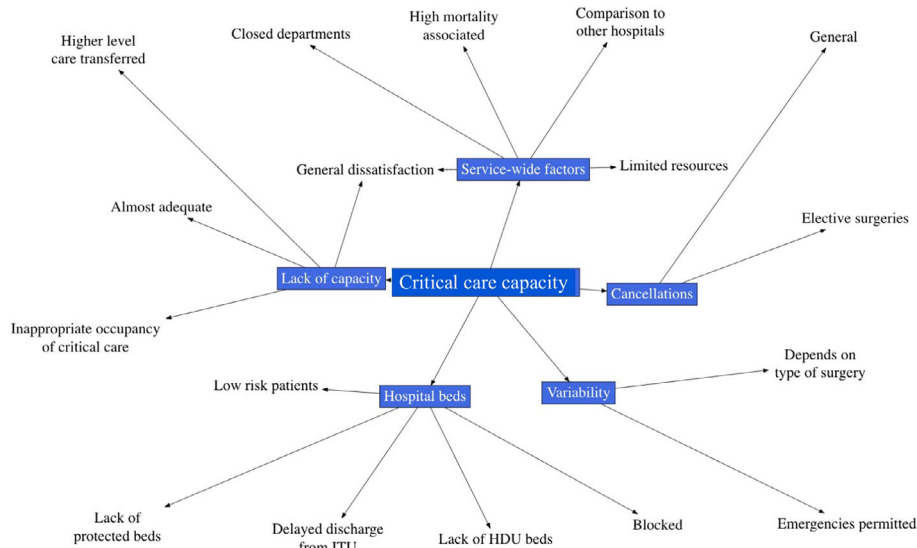 Comparison to
other hospitals
High mortality
associated
Closed departments
General
Higher level
care transferred
General dissatisfaction
Service-wide factors
Limited resources
Almost adequate
Elective surgeries
Lack of capacity
Critical care capacity
Cancellations
Inappropriate occupancy
of critical care
Depends on
type of surgery
Low risk patients
Hospital beds
Variability
Lack of
protected beds
Delayed discharge
from ITU
Lack of HDU beds
Blocked
Emergencies permitted